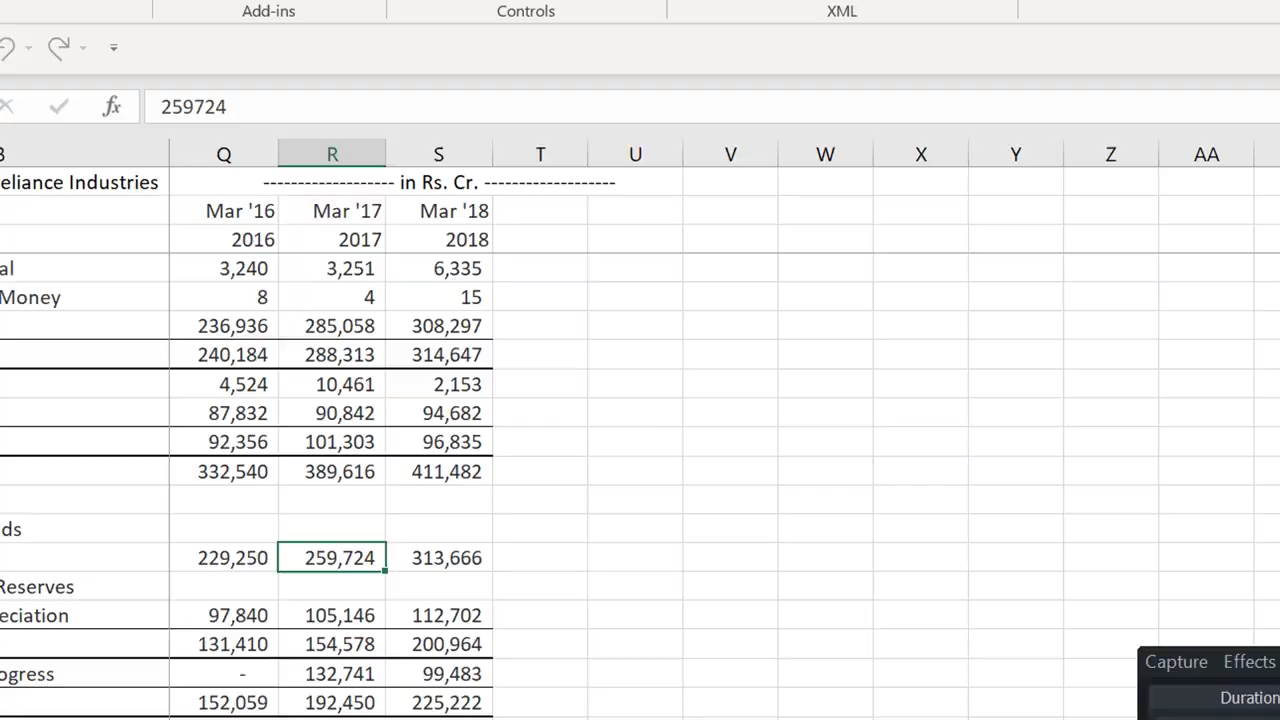 Add-ins Controls XML
fx 259724
Q R S T U V W X Y Z AA
eliance Industries ------------------- in Rs. Cr. -------------------
Mar '16 Mar '17 Mar '18
2016 2017 2018
al 3,240 3,251 6,335
Money 8 4 15
236,936 285,058 308,297
240,184 288,313 314,647
4,524 10,461 2,153
87,832 90,842 94,682
92,356 101,303 96,835
332,540 389,616 411,482
ds
229,250 259,724 313,666
Reserves
eciation 97,840 105,146 112,702
131,410 154,578 200,964
ogress - 132,741 99,483
152,059 192,450 225,222
Capture Effects
Duration